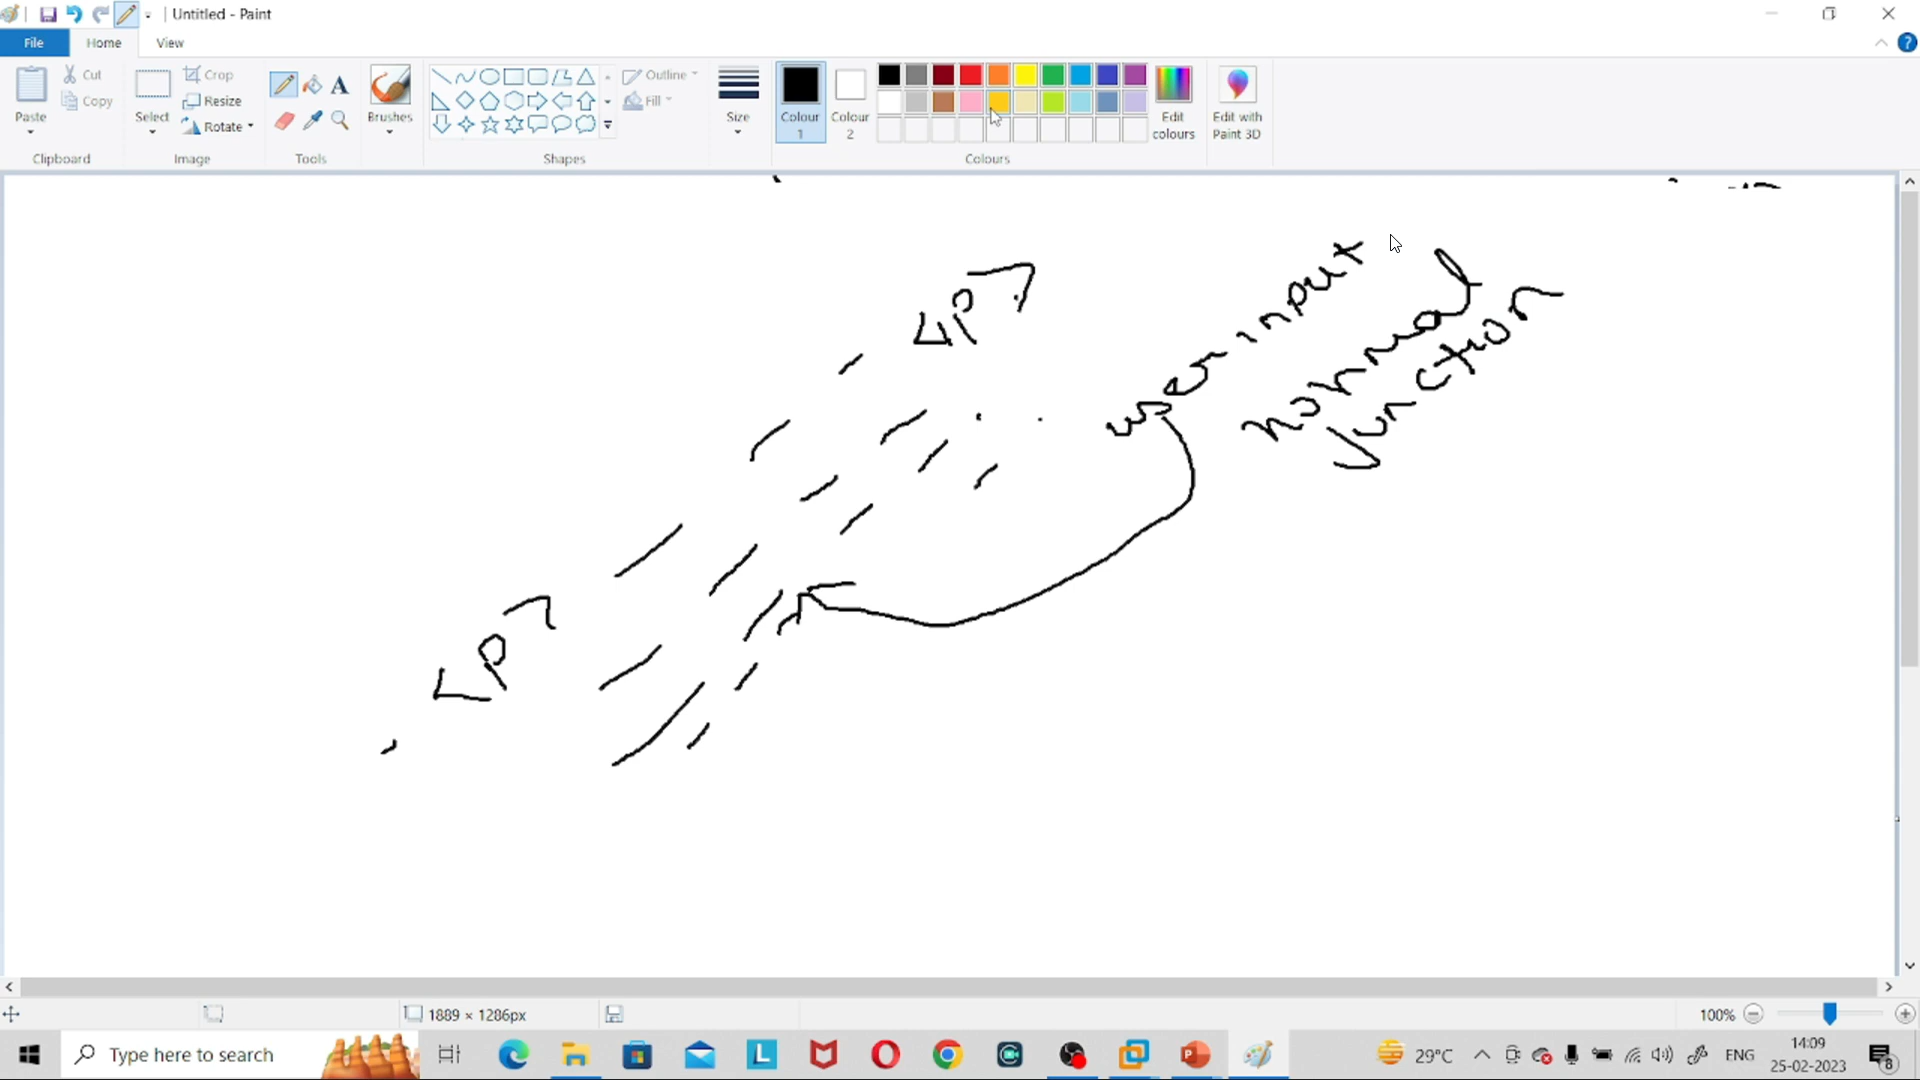 Untitled - Paint
File Home View
Paste
Cut
Copy
Clipboard
Select
Crop
Resize
Rotate
Image
Tools
Brushes
Shapes
Outline
Fill
Size
Colour 1
Colour 2
Colours
Edit colours
Edit with Paint 3D
<p>
user input
normal
junction
<p>
1889 × 1286px
100%
Type here to search
29°C
ENG
14:09
25-02-2023
8